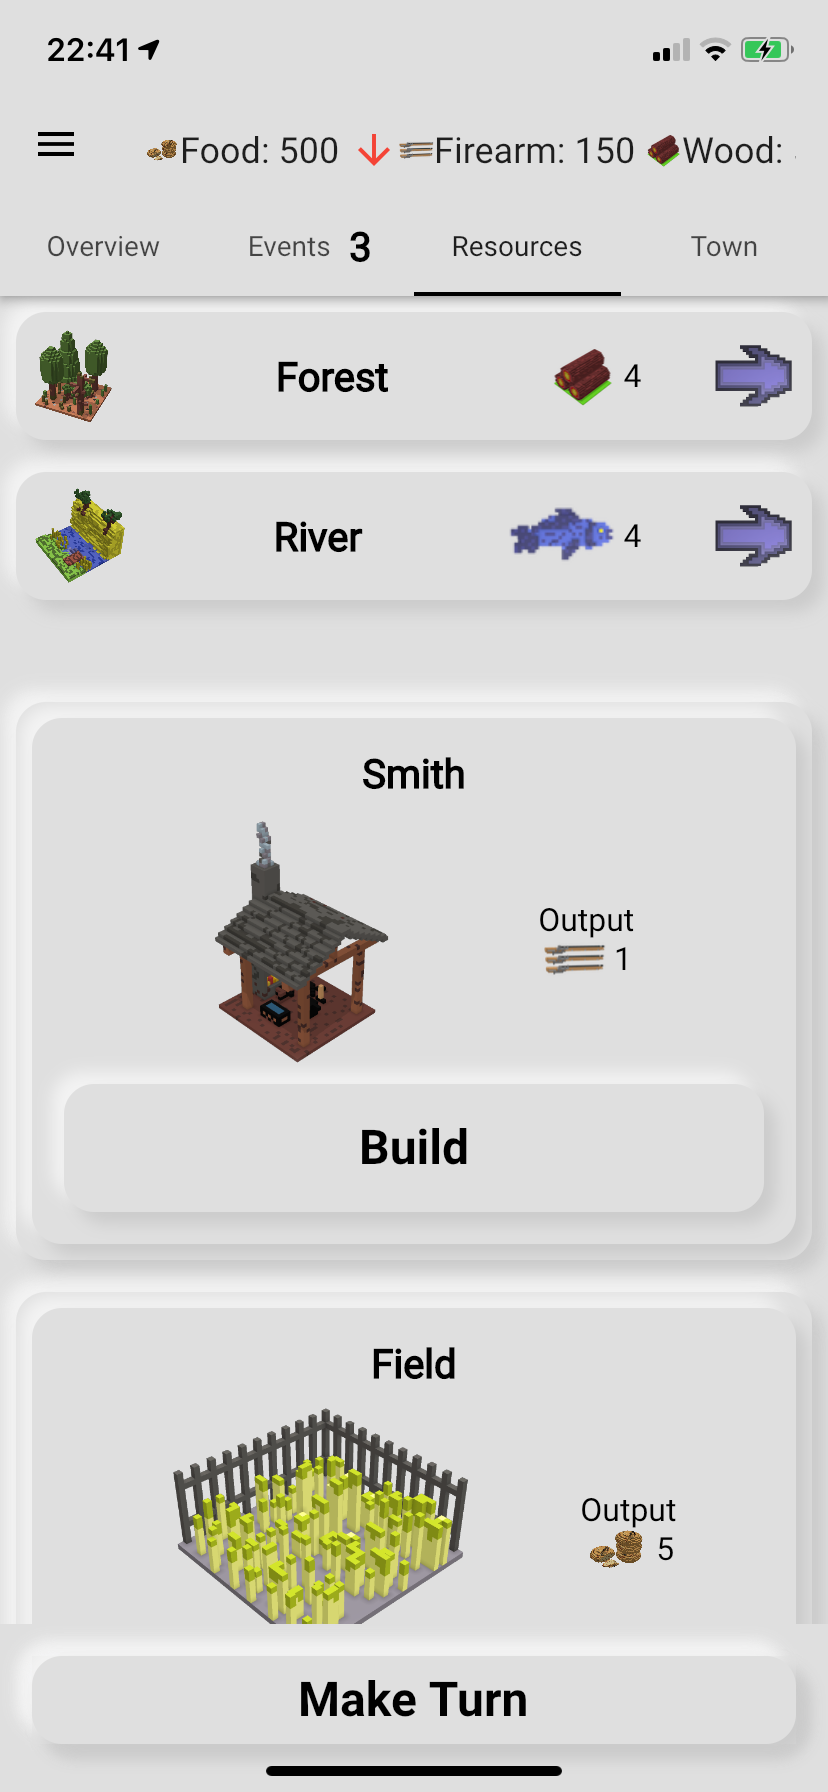 22:41
Food: 500 Firearm: 150 Wood:
Overview Events 3 Resources Town
Forest 4
River 4
Smith
Output
1
Build
Field
Output
5
Make Turn